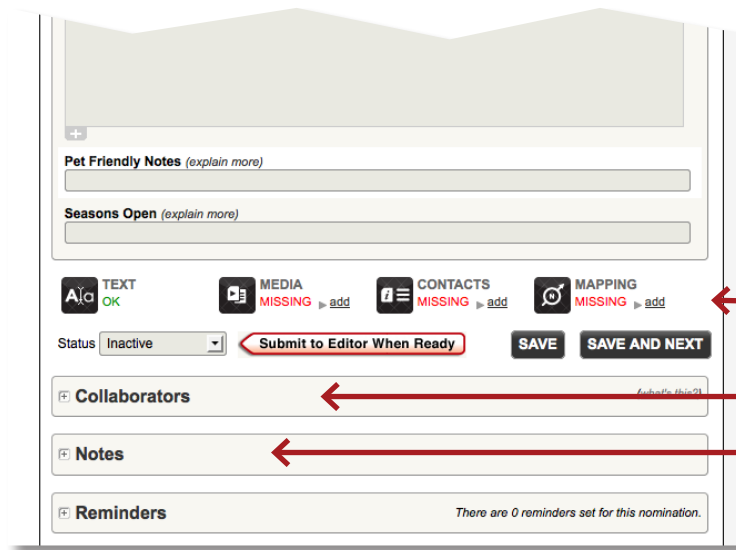 Pet Friendly Notes (explain more)
Seasons Open (explain more)
TEXT
OK
MEDIA
MISSING add
CONTACTS
MISSING add
MAPPING
MISSING add
Status Inactive Submit to Editor When Ready SAVE SAVE AND NEXT
Collaborators (what's this?)
Notes
Reminders There are 0 reminders set for this nomination.